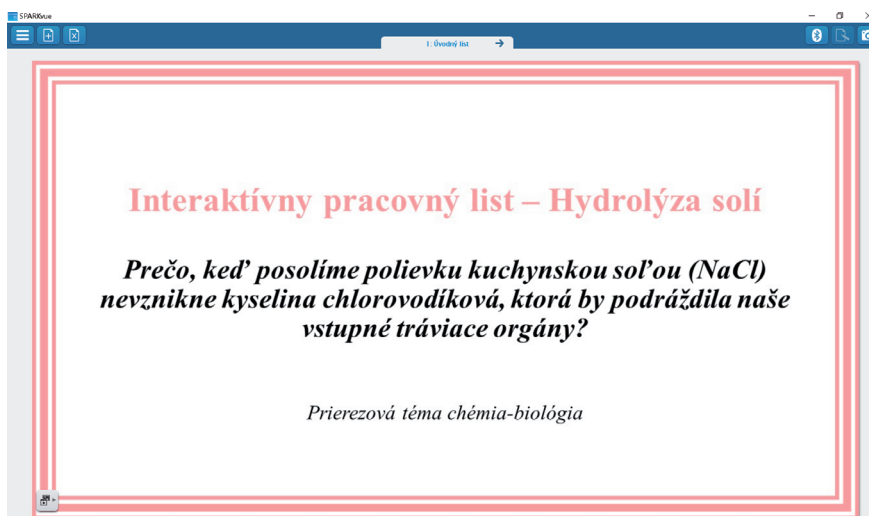 SPARKvue
1: Úvodný list
Interaktívny pracovný list – Hydrolýza solí
Prečo, keď posolíme polievku kuchynskou soľou (NaCl)
nevznikne kyselina chlorovodíková, ktorá by podráždila naše
vstupné tráviace orgány?
Prierezová téma chémia-biológia